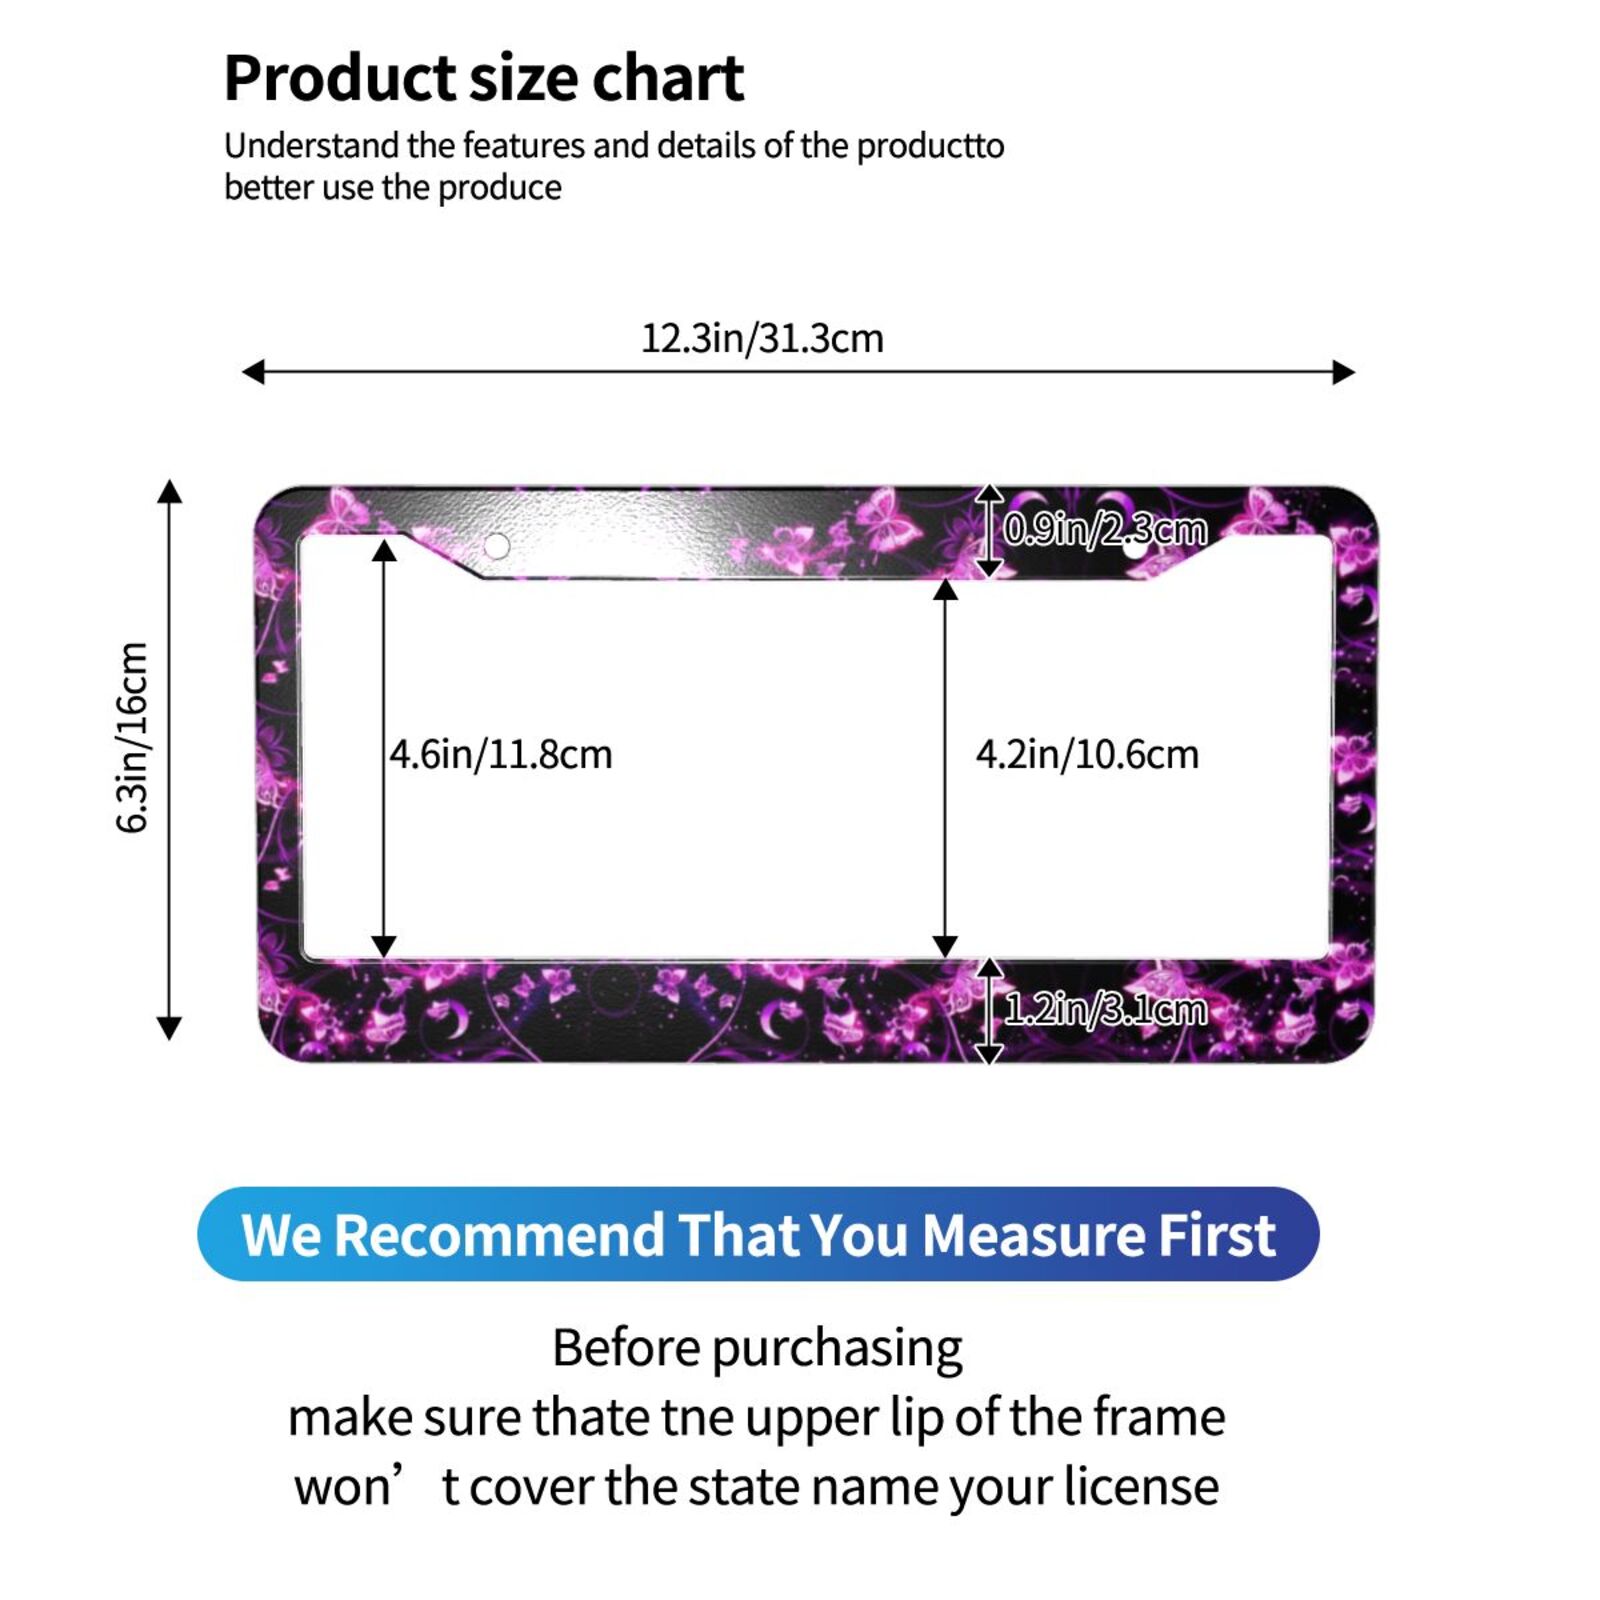 Product size chart
Understand the features and details of the productto
better use the produce
12.3in/31.3cm
0.9in/2.3cm
6.3in/16cm
4.6in/11.8cm
4.2in/10.6cm
1.2in/3.1cm
We Recommend That You Measure First
Before purchasing
make sure thate tne upper lip of the frame
won’ t cover the state name your license